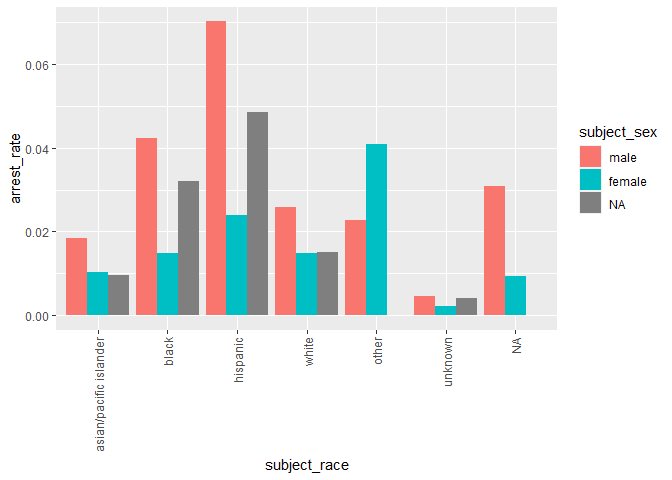 0.06
0.04
0.02
0.00
arrest_rate
asian/pacific islander
black
hispanic
white
other
unknown
NA
subject_race
subject_sex
male
female
NA